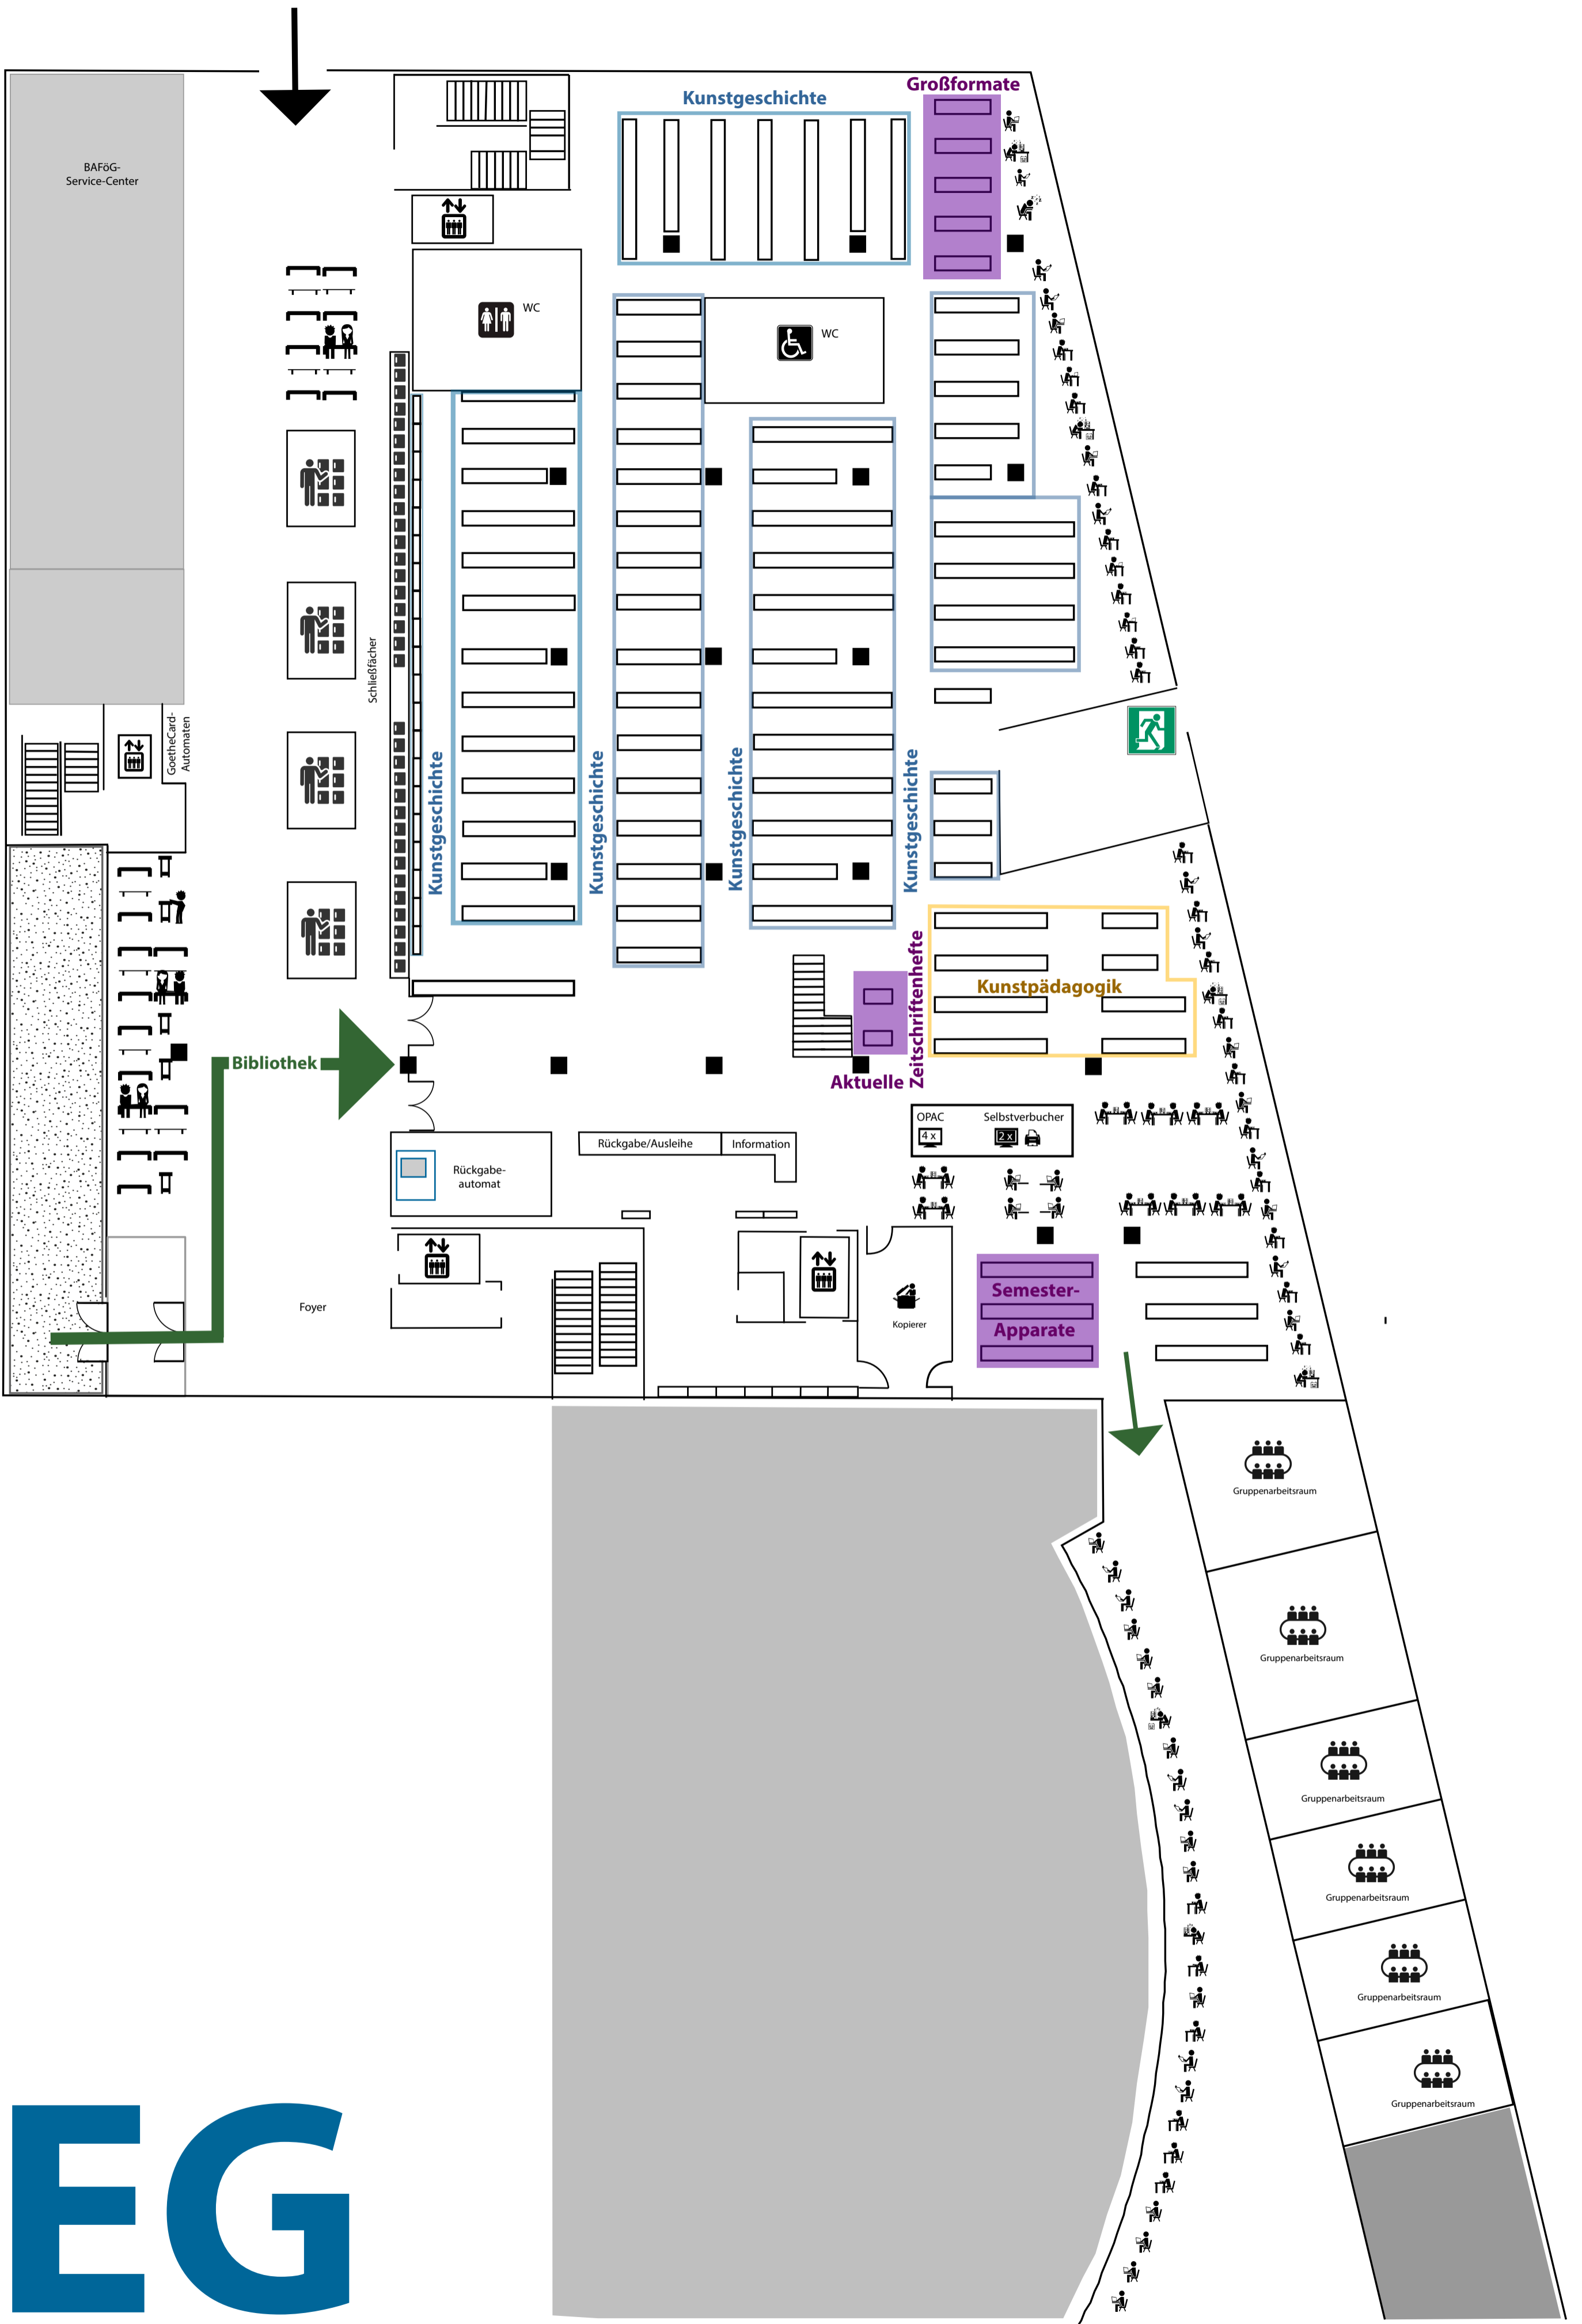 Großformate
Kunstgeschichte
BAFöG-
Service-Center
WC
WC
Schließfächer
GoetheCard-
Automaten
Kunstgeschichte
Kunstgeschichte
Kunstgeschichte
Kunstgeschichte
Kunstpädagogik
Aktuelle
Zeitschriftenhefte
Bibliothek
OPAC
4 x
Selbstverbucher
2 x
Rückgabe/Ausleihe
Information
Rückgabe-
automat
Foyer
Kopierer
Semester-
Apparate
Gruppenarbeitsraum
Gruppenarbeitsraum
Gruppenarbeitsraum
Gruppenarbeitsraum
Gruppenarbeitsraum
Gruppenarbeitsraum
EG